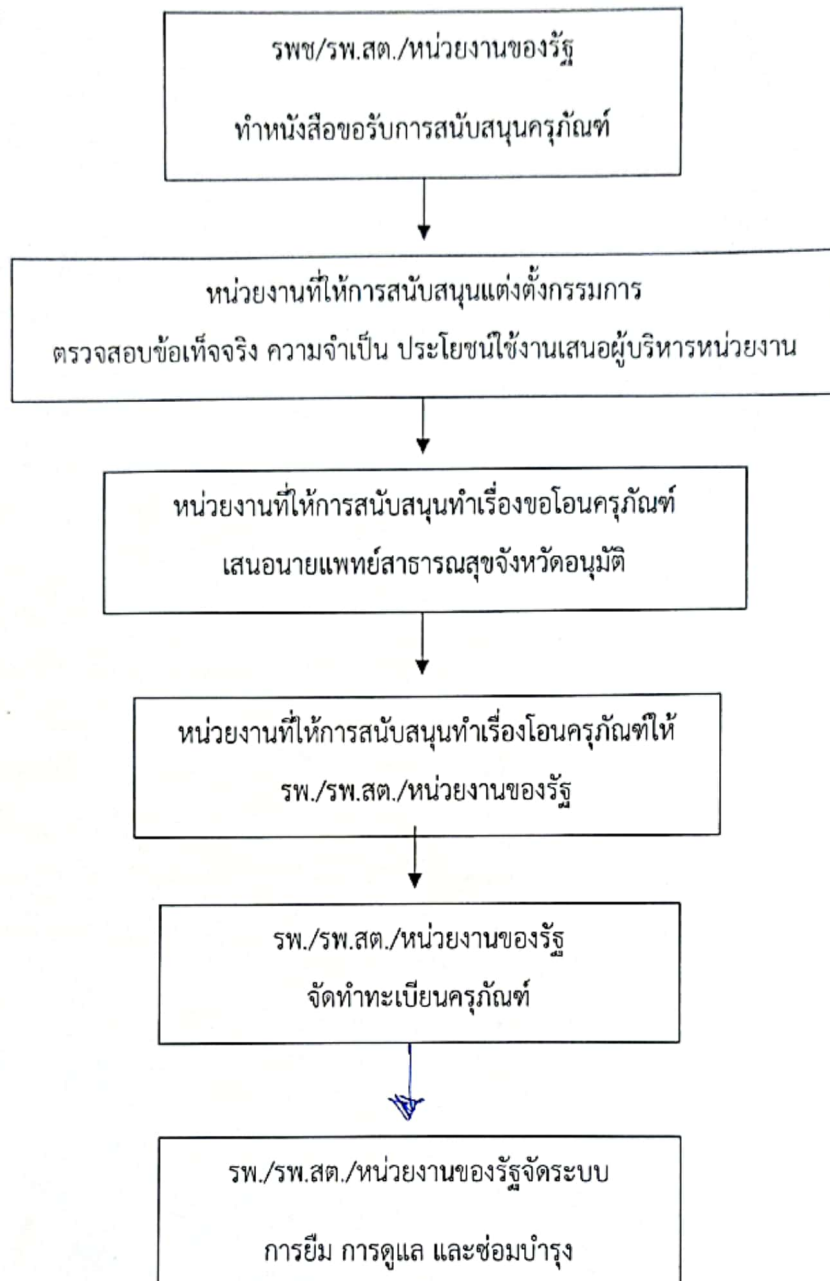 รพช/รพ.สต./หน่วยงานของรัฐ
ทำหนังสือขอรับการสนับสนุนครุภัณฑ์
หน่วยงานที่ให้การสนับสนุนแต่งตั้งกรรมการ
ตรวจสอบข้อเท็จจริง ความจำเป็น ประโยชน์ใช้งานเสนอผู้บริหารหน่วยงาน
หน่วยงานที่ให้การสนับสนุนทำเรื่องขอโอนครุภัณฑ์
เสนอนายแพทย์สาธารณสุขจังหวัดอนุมัติ
หน่วยงานที่ให้การสนับสนุนทำเรื่องโอนครุภัณฑ์ให้
รพ./รพ.สต./หน่วยงานของรัฐ
รพ./รพ.สต./หน่วยงานของรัฐ
จัดทำทะเบียนครุภัณฑ์
รพ./รพ.สต./หน่วยงานของรัฐจัดระบบ
การยืม การดูแล และซ่อมบำรุง